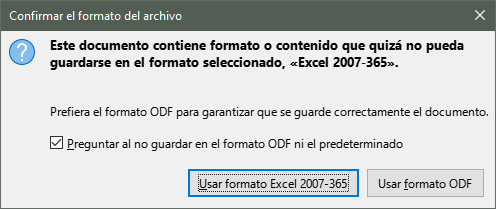 Confirmar el formato del archivo
Este documento contiene formato o contenido que quizá no pueda
guardarse en el formato seleccionado, «Excel 2007-365».
Prefiera el formato ODF para garantizar que se guarde correctamente el documento.
Preguntar al no guardar en el formato ODF ni el predeterminado
Usar formato Excel 2007-365
Usar formato ODF